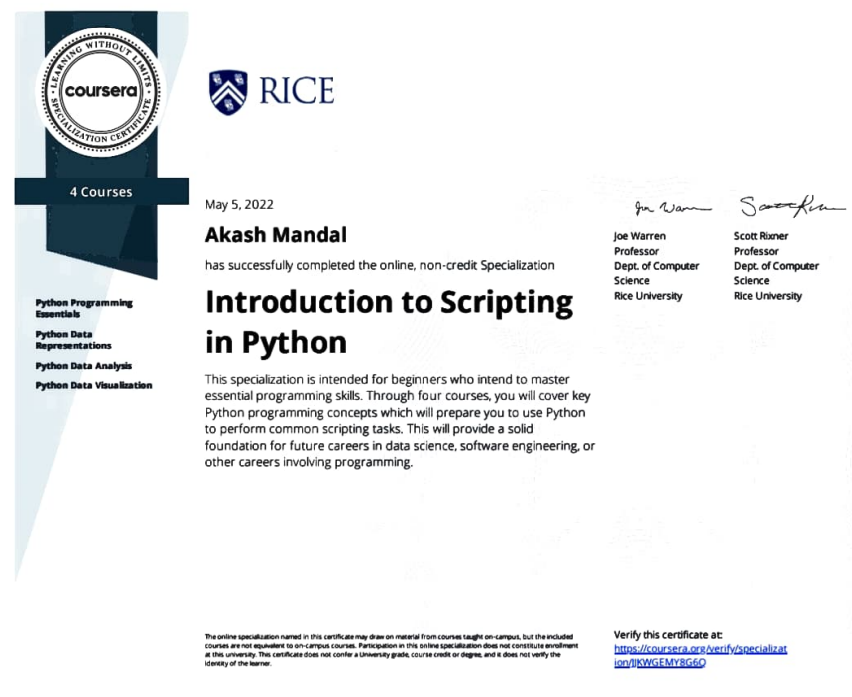 LEARNING WITHOUT LIMITS
coursera
SPECIALIZATION CERTIFICATE
RICE
4 Courses
Python Programming
Essentials
Python Data
Representations
Python Data Analysis
Python Data Visualization
May 5, 2022
Akash Mandal
has successfully completed the online, non-credit Specialization
Introduction to Scripting
in Python
This specialization is intended for beginners who intend to master
essential programming skills. Through four courses, you will cover key
Python programming concepts which will prepare you to use Python
to perform common scripting tasks. This will provide a solid
foundation for future careers in data science, software engineering, or
other careers involving programming.
Joe Warren
Joe Warren
Professor
Dept. of Computer
Science
Rice University
Scott Rixner
Scott Rixner
Professor
Dept. of Computer
Science
Rice University
The online specialization named in this certificate may draw on material from courses taught on-campus, but the included
courses are not equivalent to on-campus courses. Participation in this online specialization does not constitute enrollment
at this university. This certificate does not confer a University grade, course credit or degree, and it does not verify the
identity of the learner.
Verify this certificate at:
https://coursera.org/verify/specializat
ion/JJKWGEMY8G6Q